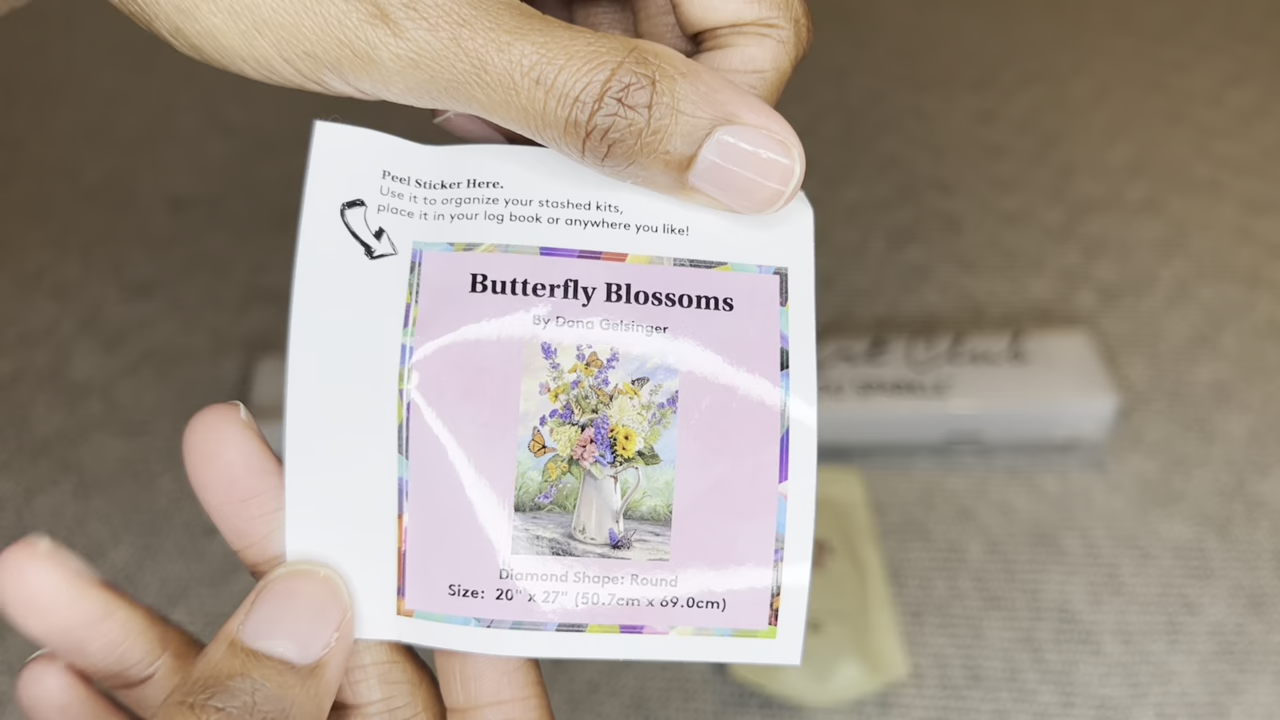 Peel Sticker Here.
Use it to organize your stashed kits,
place it in your log book or anywhere you like!
Butterfly Blossoms
By Dona Gelsinger
Diamond Shape: Round
Size: 20" x 27" (50.7cm x 69.0cm)